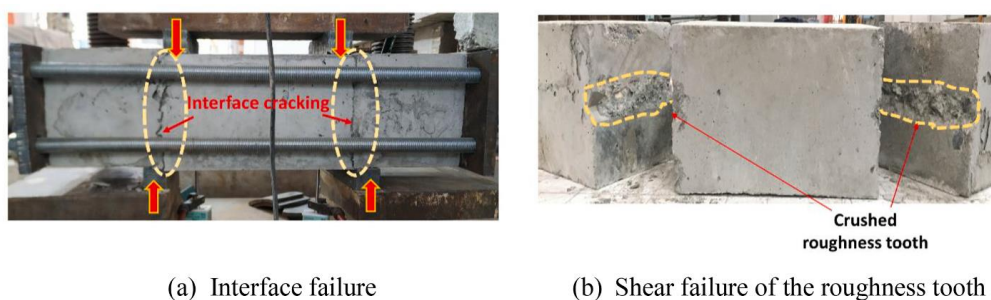 Interface cracking
Crushed
roughness tooth
(a) Interface failure
(b) Shear failure of the roughness tooth